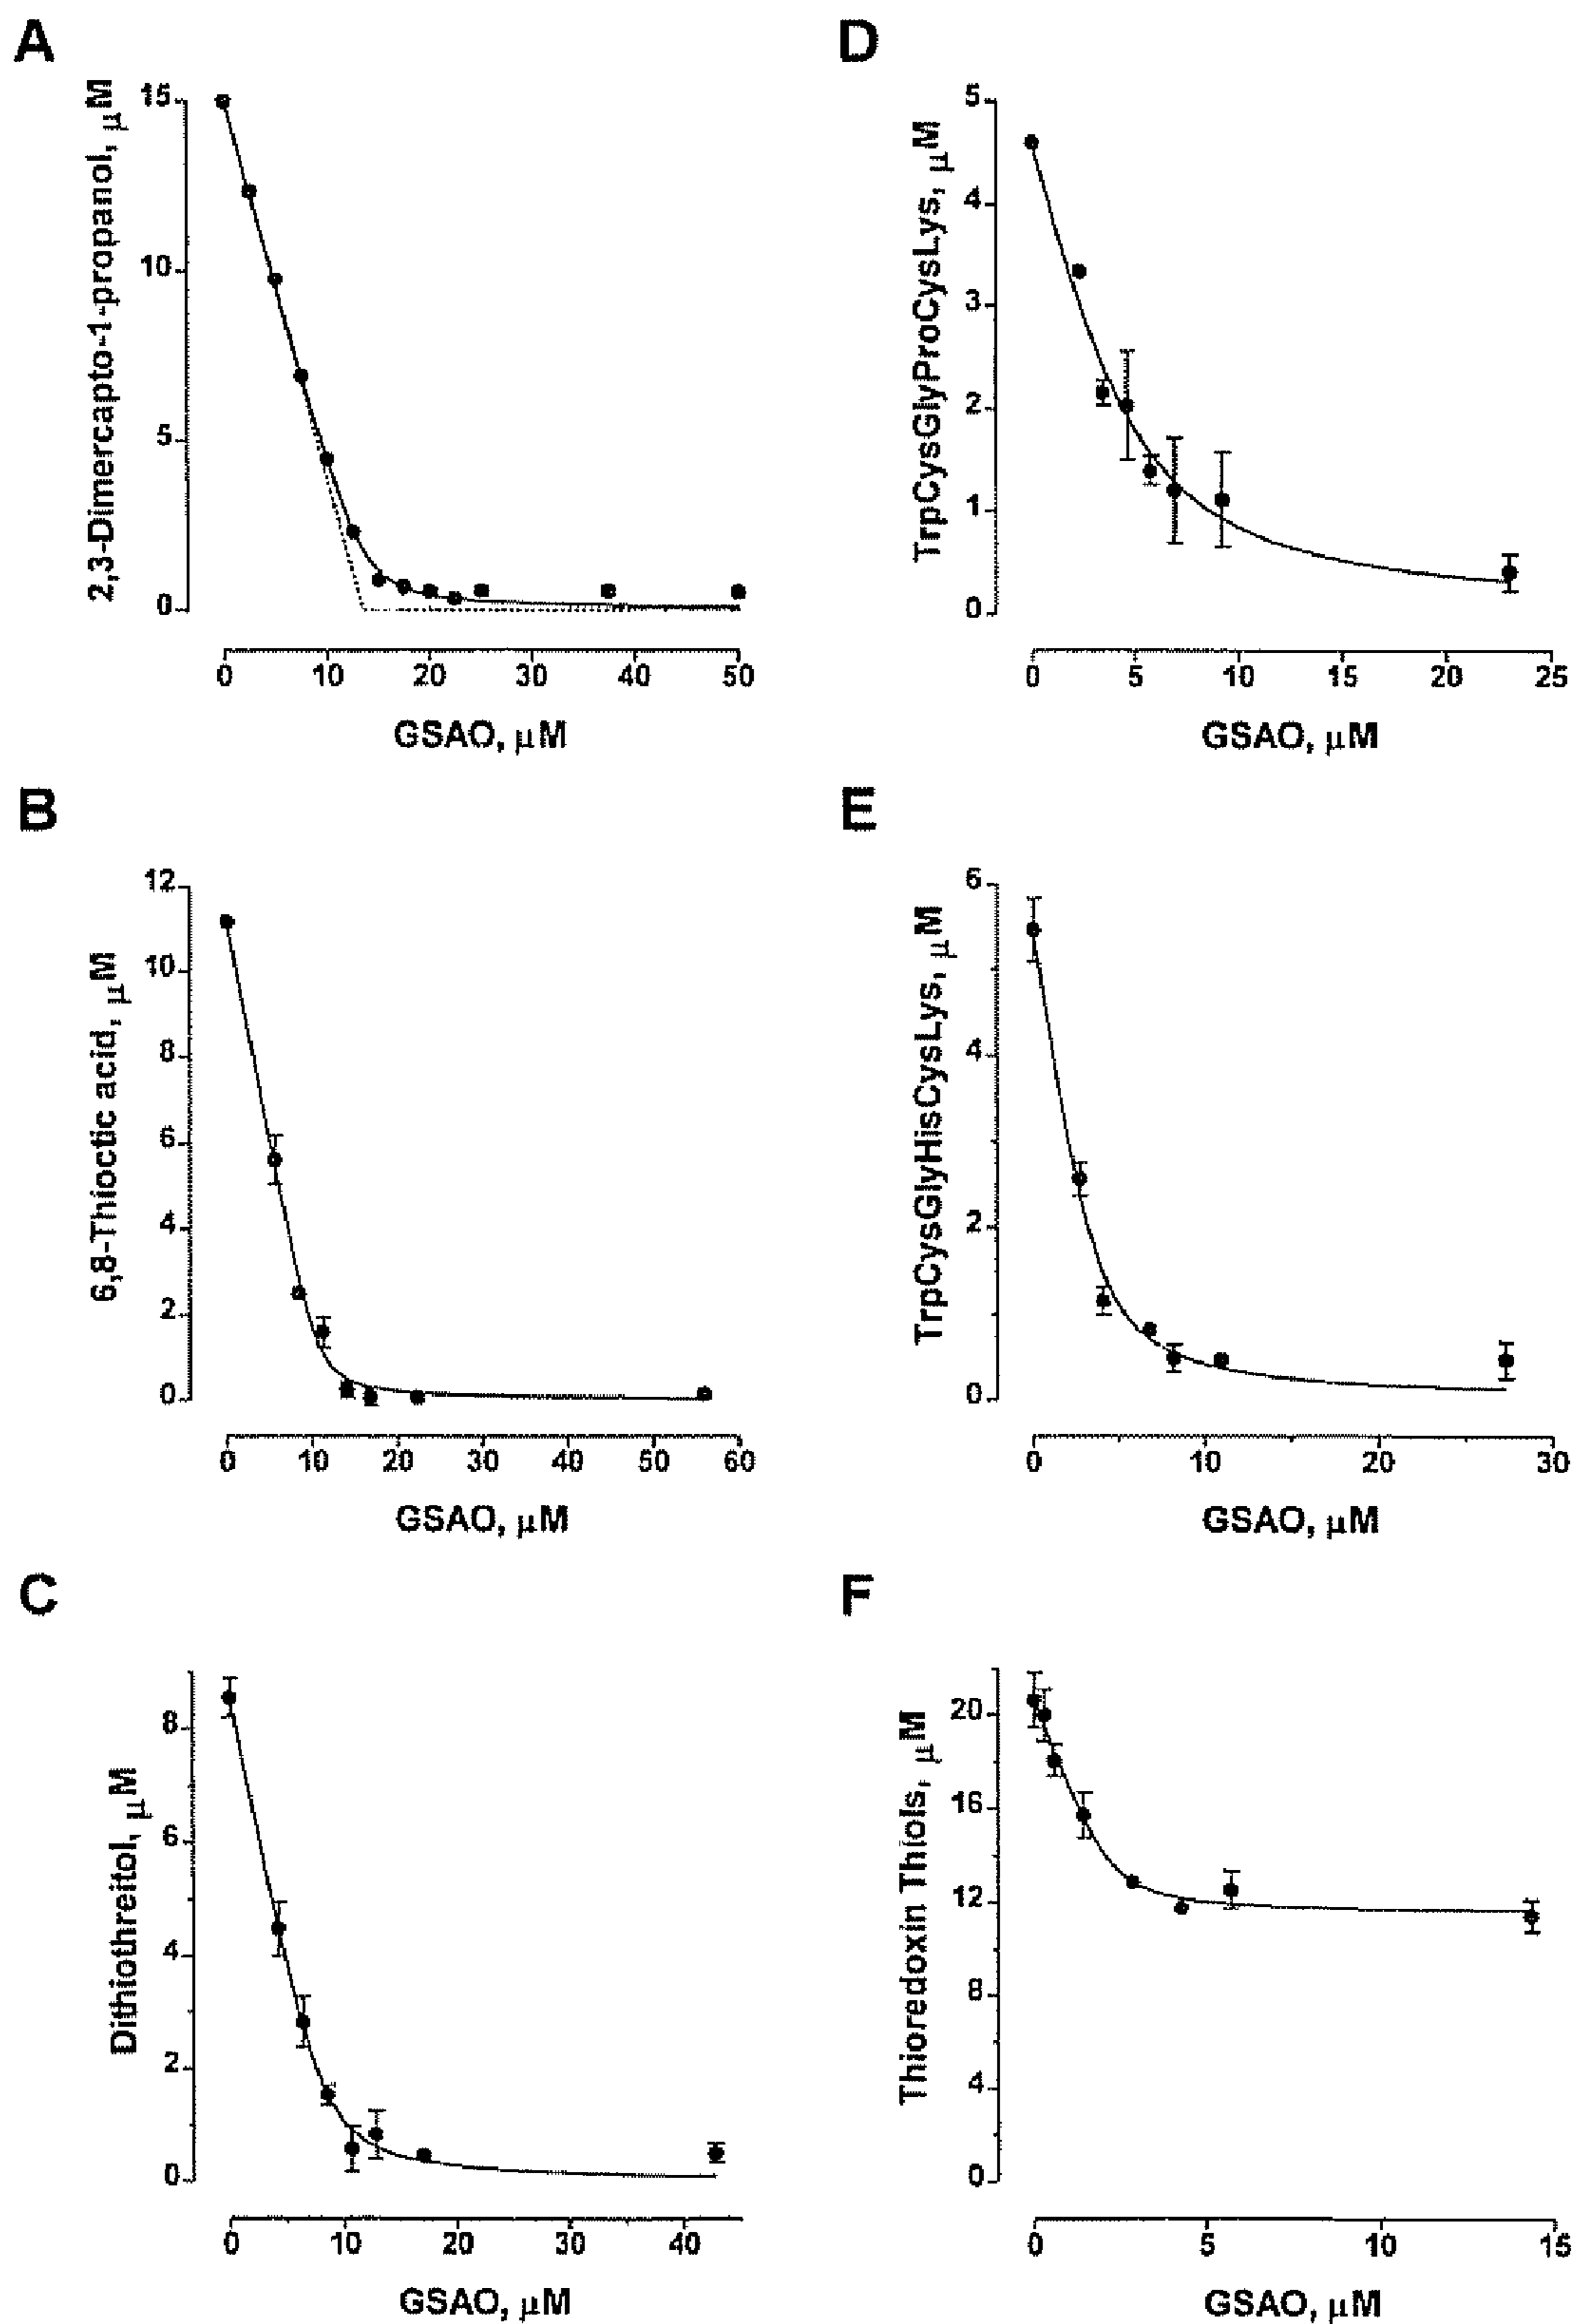 A
2,3-Dimercapto-1-propanol, μM
15
10
5
0
0 10 20 30 40 50
GSAO, μM
D
TrpCysGlyProCysLys, μM
5
4
3
2
1
0
0 5 10 15 20 25
GSAO, μM
B
6,8-Thioctic acid, μM
12
10
8
6
4
2
0
0 10 20 30 40 50 60
GSAO, μM
E
TrpCysGlyHisCysLys, μM
6
4
2
0
0 10 20 30
GSAO, μM
C
Dithiothreitol, μM
8
6
4
2
0
0 10 20 30 40
GSAO, μM
F
Thioredoxin Thiols, μM
20
16
12
8
4
0
0 5 10 15
GSAO, μM